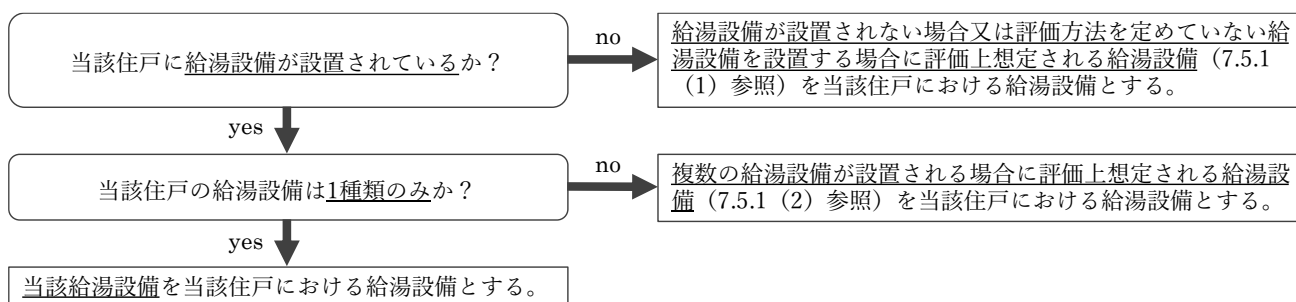 当該住戸に給湯設備が設置されているか？
no
給湯設備が設置されない場合又は評価方法を定めていない給
湯設備を設置する場合に評価上想定される給湯設備（7.5.1
（1）参照）を当該住戸における給湯設備とする。
yes
当該住戸の給湯設備は1種類のみか？
no
複数の給湯設備が設置される場合に評価上想定される給湯設
備（7.5.1（2）参照）を当該住戸における給湯設備とする。
yes
当該給湯設備を当該住戸における給湯設備とする。